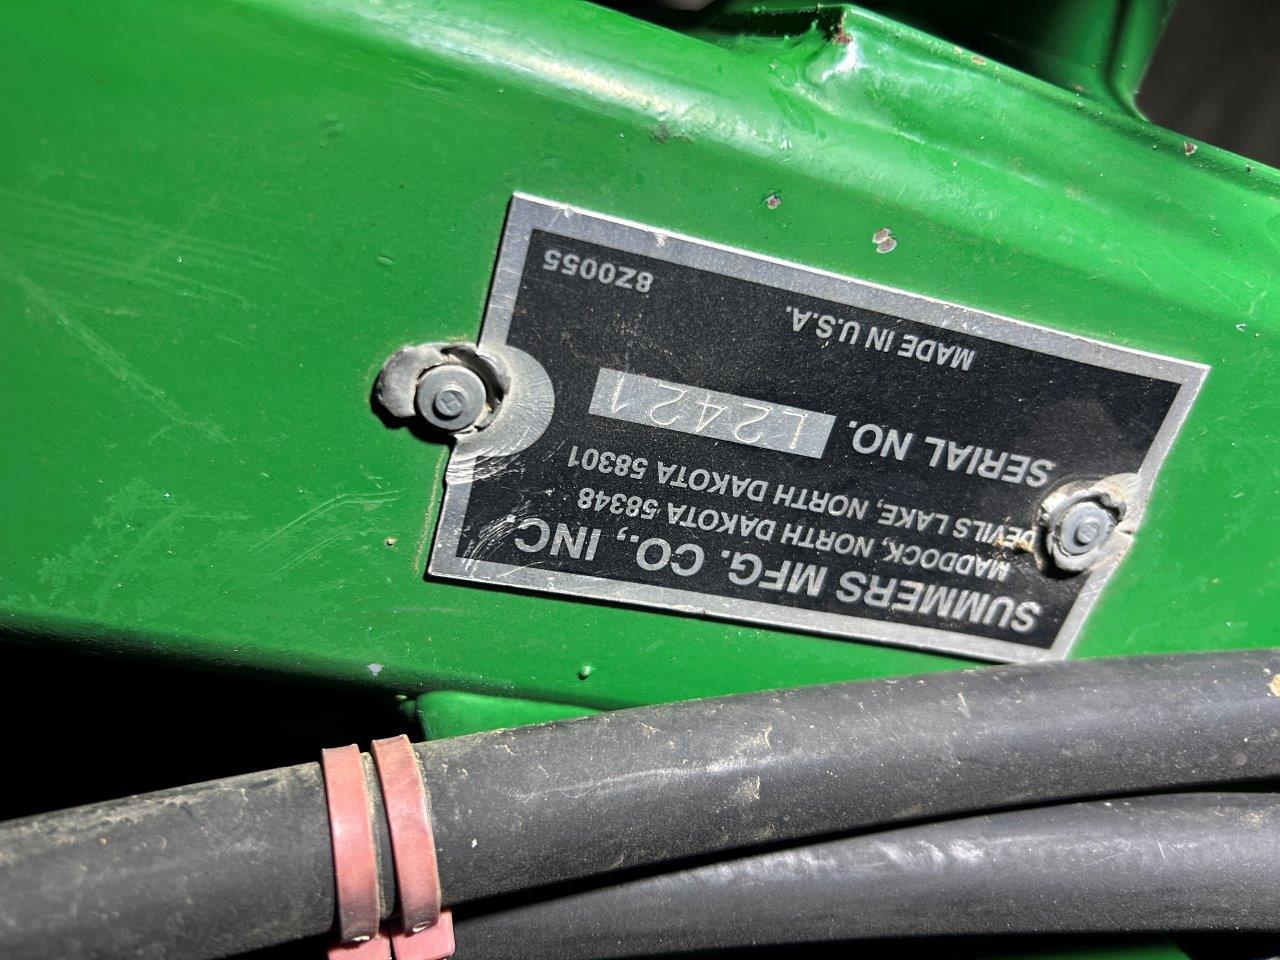 SUMMERS MFG. CO., INC.
MADDOCK, NORTH DAKOTA 58348
DEVILS LAKE, NORTH DAKOTA 58301
SERIAL NO. L2421
MADE IN U.S.A.
8Z0055